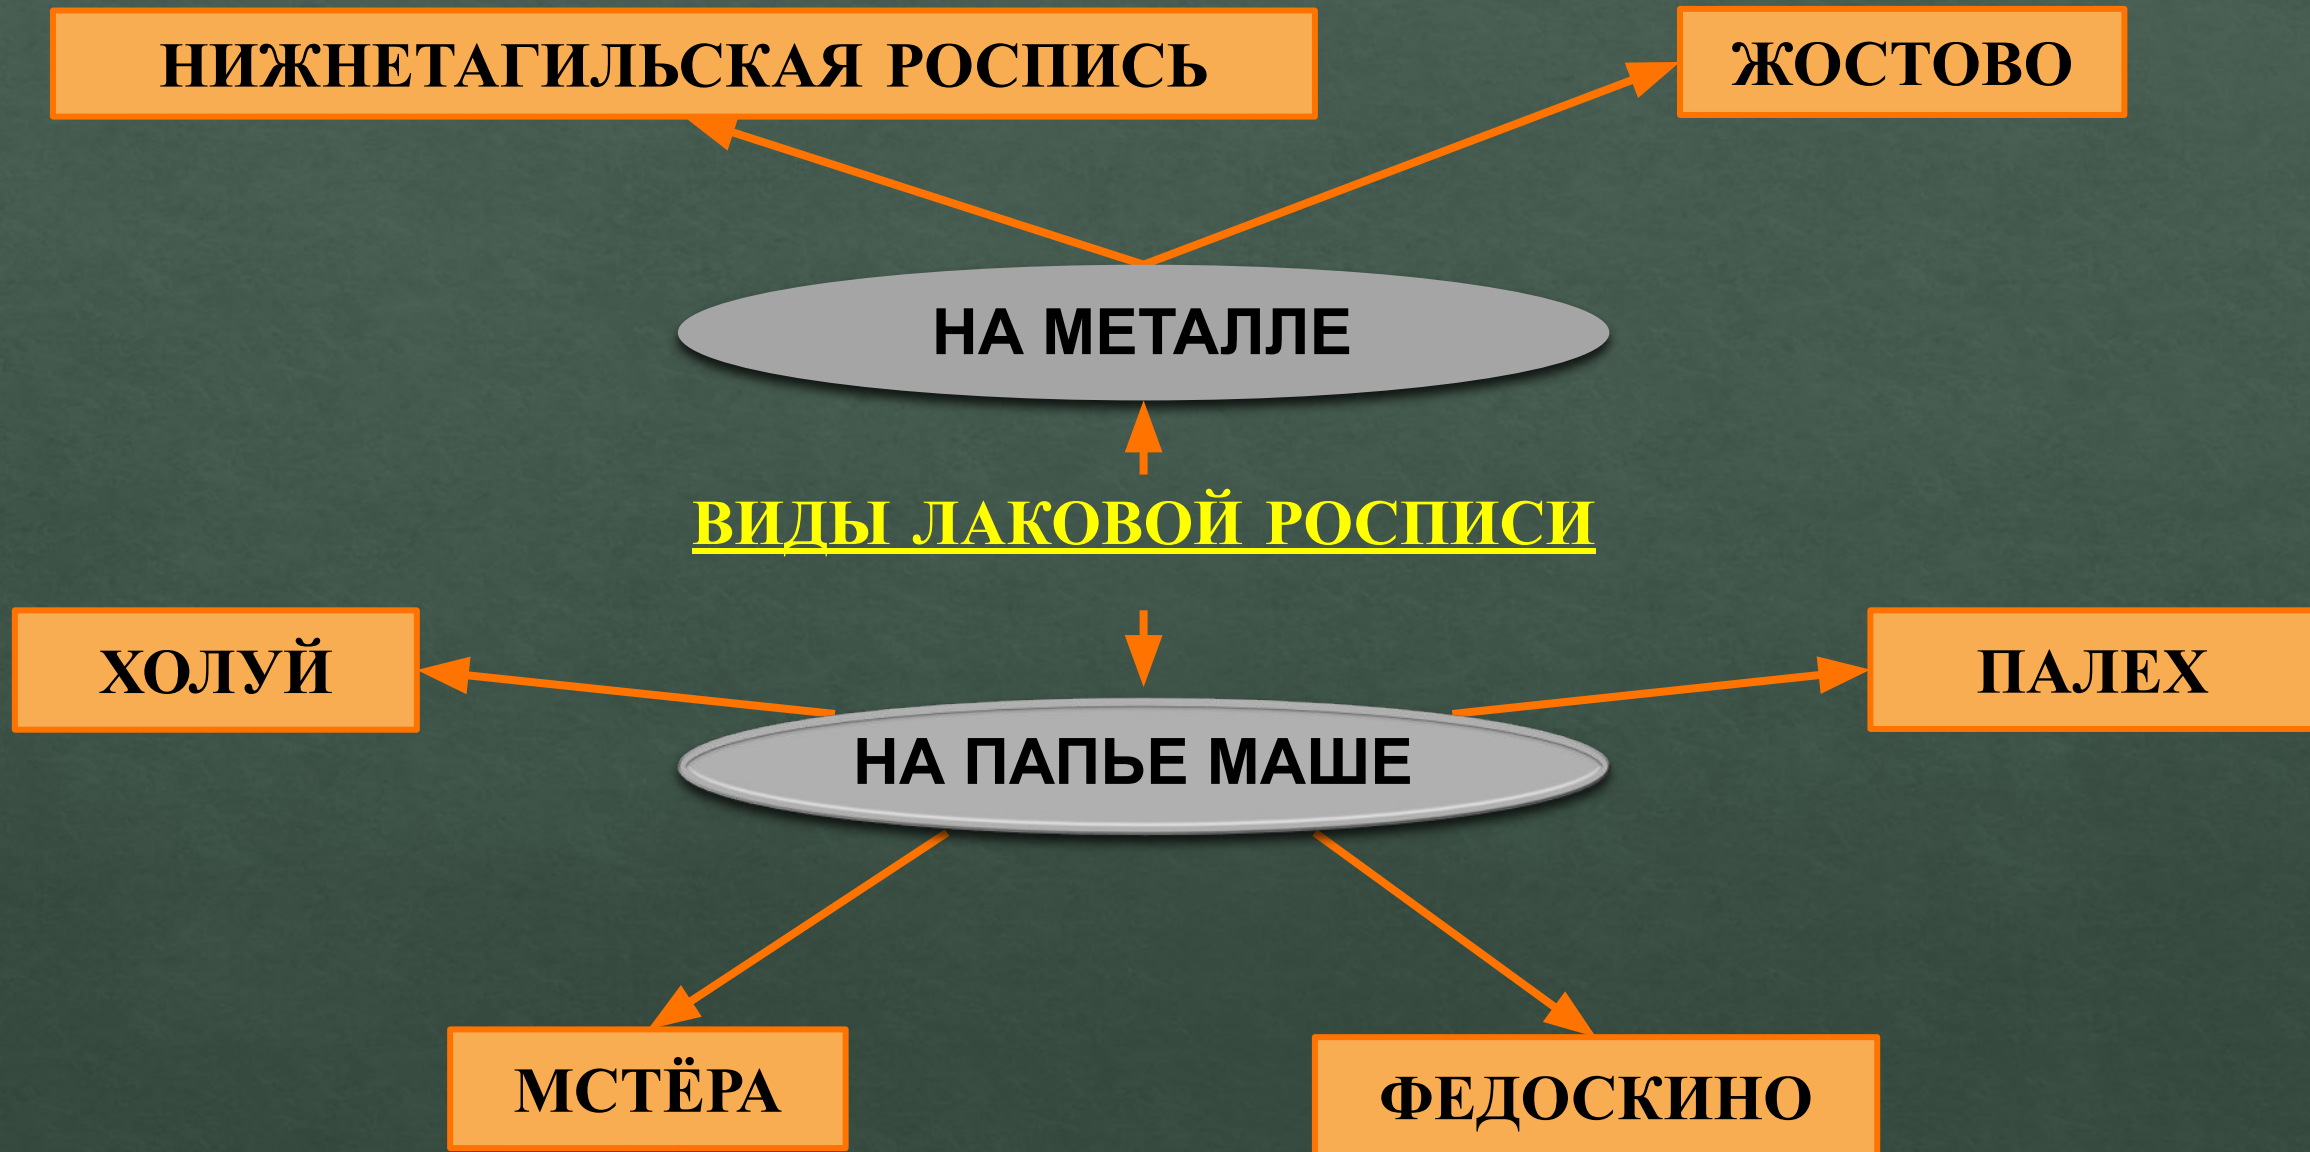 НИЖНЕТАГИЛЬСКАЯ РОСПИСЬ
ЖОСТОВО
НА МЕТАЛЛЕ
ВИДЫ ЛАКОВОЙ РОСПИСИ
ХОЛУЙ
ПАЛЕХ
НА ПАПЬЕ МАШЕ
МСТЁРА
ФЕДОСКИНО